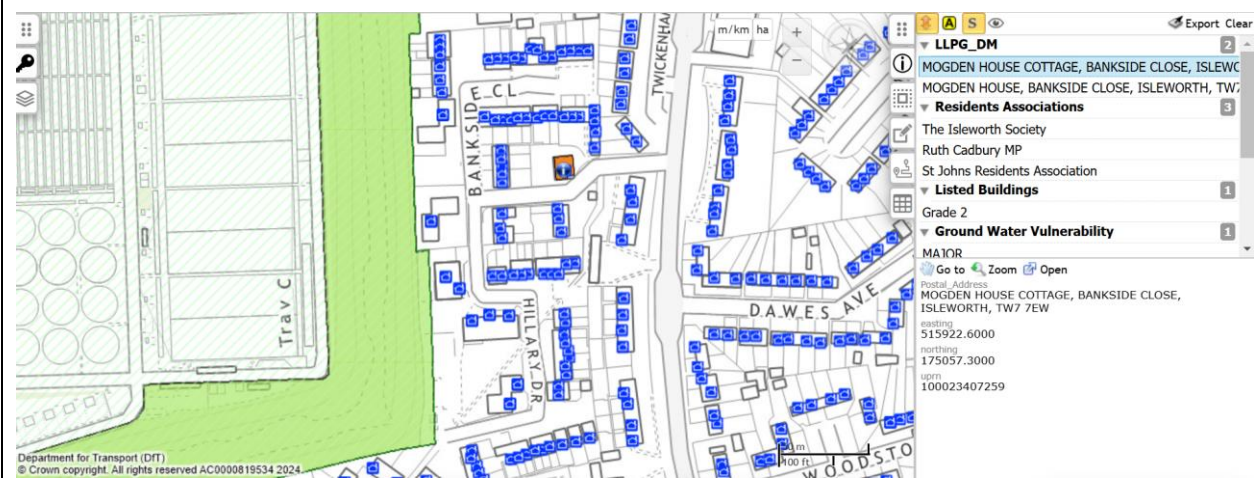 BANKSIDE CL
TWICKENHA
Trav C
HILLARY DR
DAWES AVE
WOODSTO
m/km
ha
+
−
50 m
100 ft
Department for Transport (DfT)
© Crown copyright. All rights reserved AC0000819534 2024.
A
S
Export Clear
LLPG_DM 2
MOGDEN HOUSE COTTAGE, BANKSIDE CLOSE, ISLEWO
MOGDEN HOUSE, BANKSIDE CLOSE, ISLEWORTH, TW7
Residents Associations 3
The Isleworth Society
Ruth Cadbury MP
St Johns Residents Association
Listed Buildings 1
Grade 2
Ground Water Vulnerability 1
MAJOR
Go to Zoom Open
Postal_Address
MOGDEN HOUSE COTTAGE, BANKSIDE CLOSE,
ISLEWORTH, TW7 7EW
easting
515922.6000
northing
175057.3000
uprn
100023407259